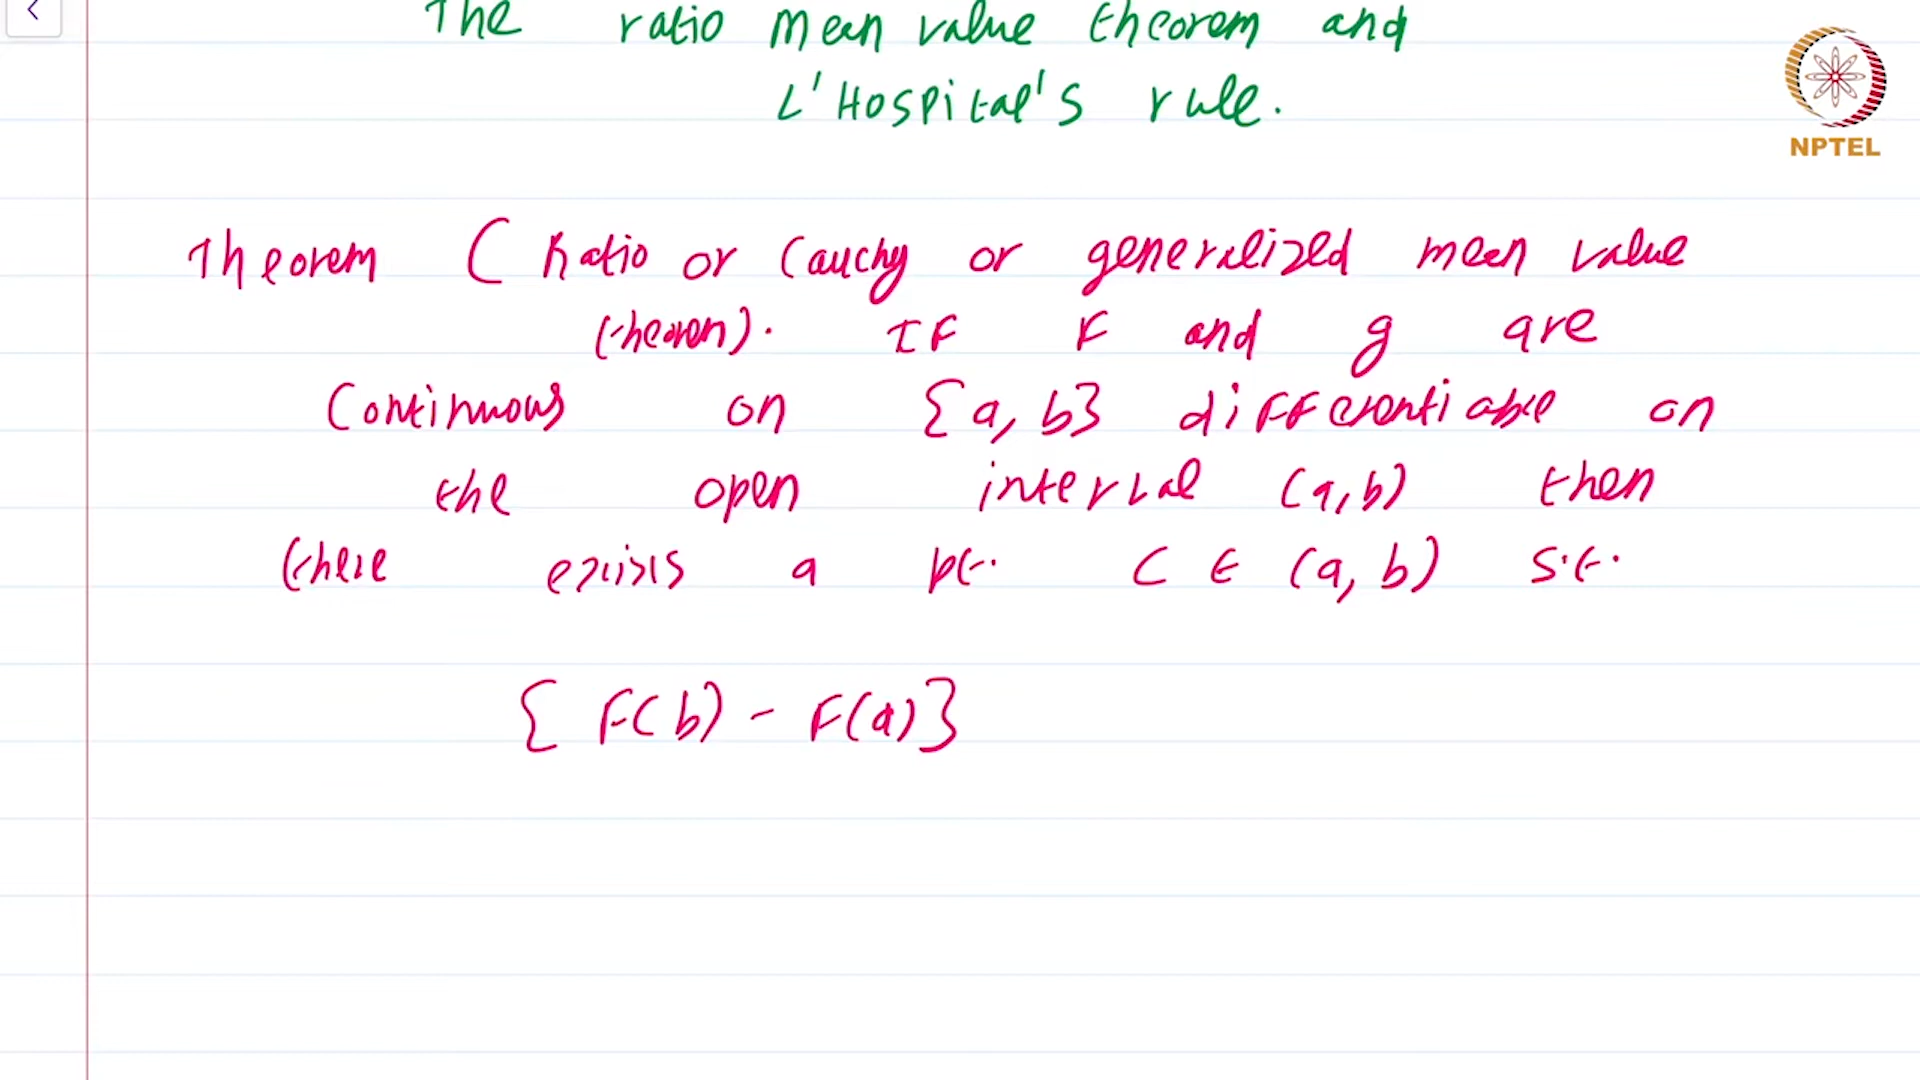 The ratio mean value theorem and
L'Hospital's rule.
NPTEL
Theorem ( Ratio or Cauchy or generalized mean value
theorem). If F and g are
Continuous on {a, b} differentiable on
the open interval (a,b) then
there exists a pt. C ∈ (a, b) s.t.
{ F(b) - F(a)}